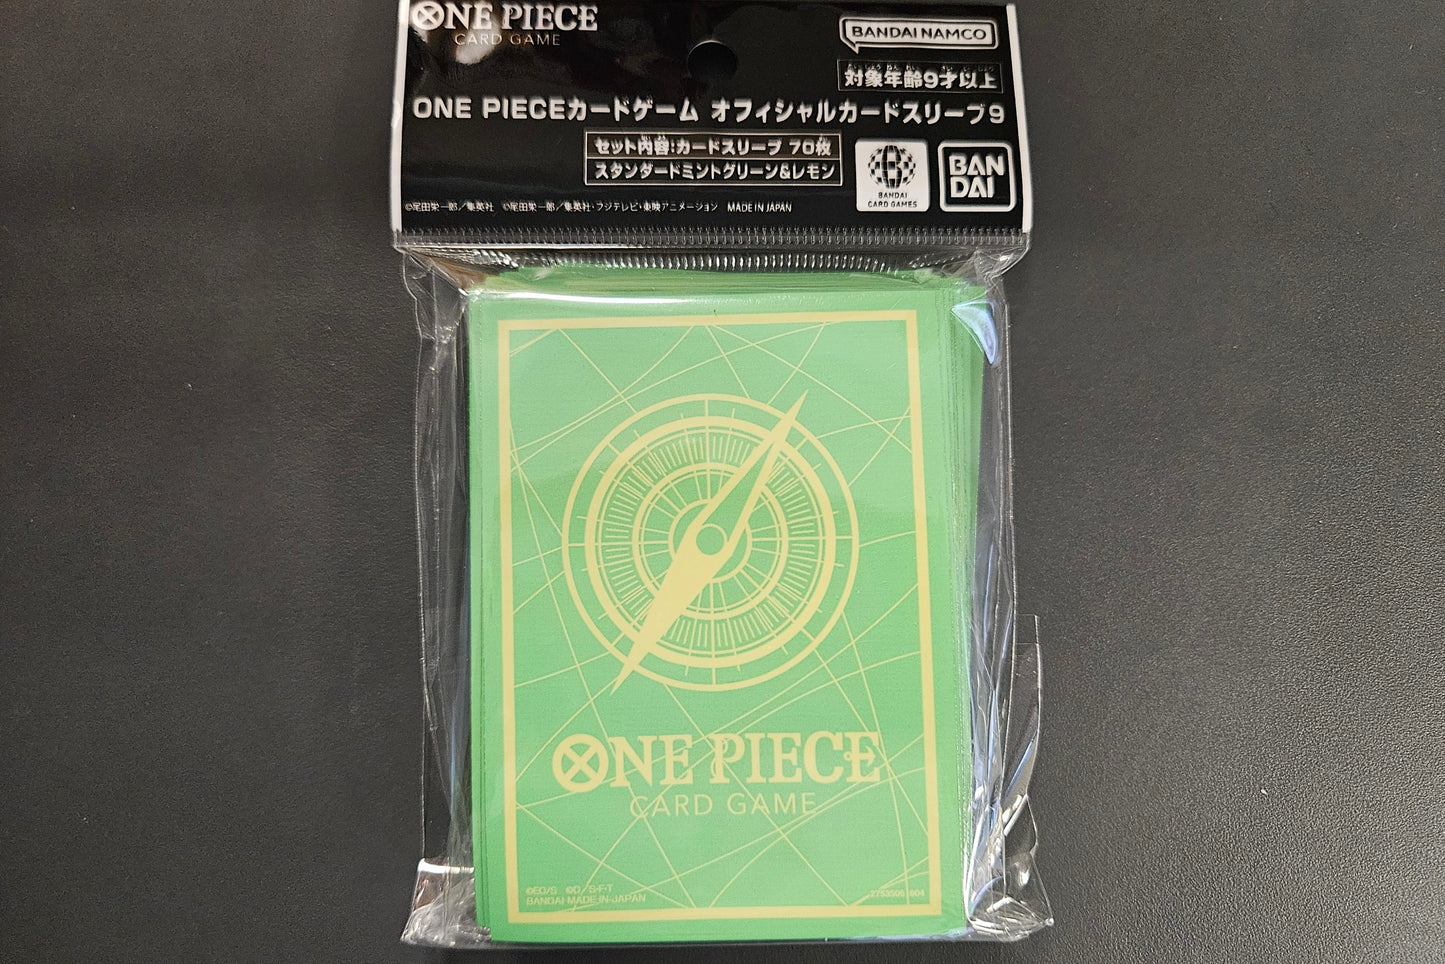 ONE PIECE
CARD GAME
BANDAI NAMCO
対象年齢9才以上
ONE PIECEカードゲーム オフィシャルカードスリーブ9
セット内容:カードスリーブ 70枚
スタンダードミントグリーン&レモン
BANDAI
CARD GAMES
BAN
DAI
©尾田栄一郎/集英社 ©尾田栄一郎/集英社・フジテレビ・東映アニメーション MADE IN JAPAN
ONE PIECE
CARD GAME
©EO/S ©O/S・F・T
BANDAI MADE IN JAPAN